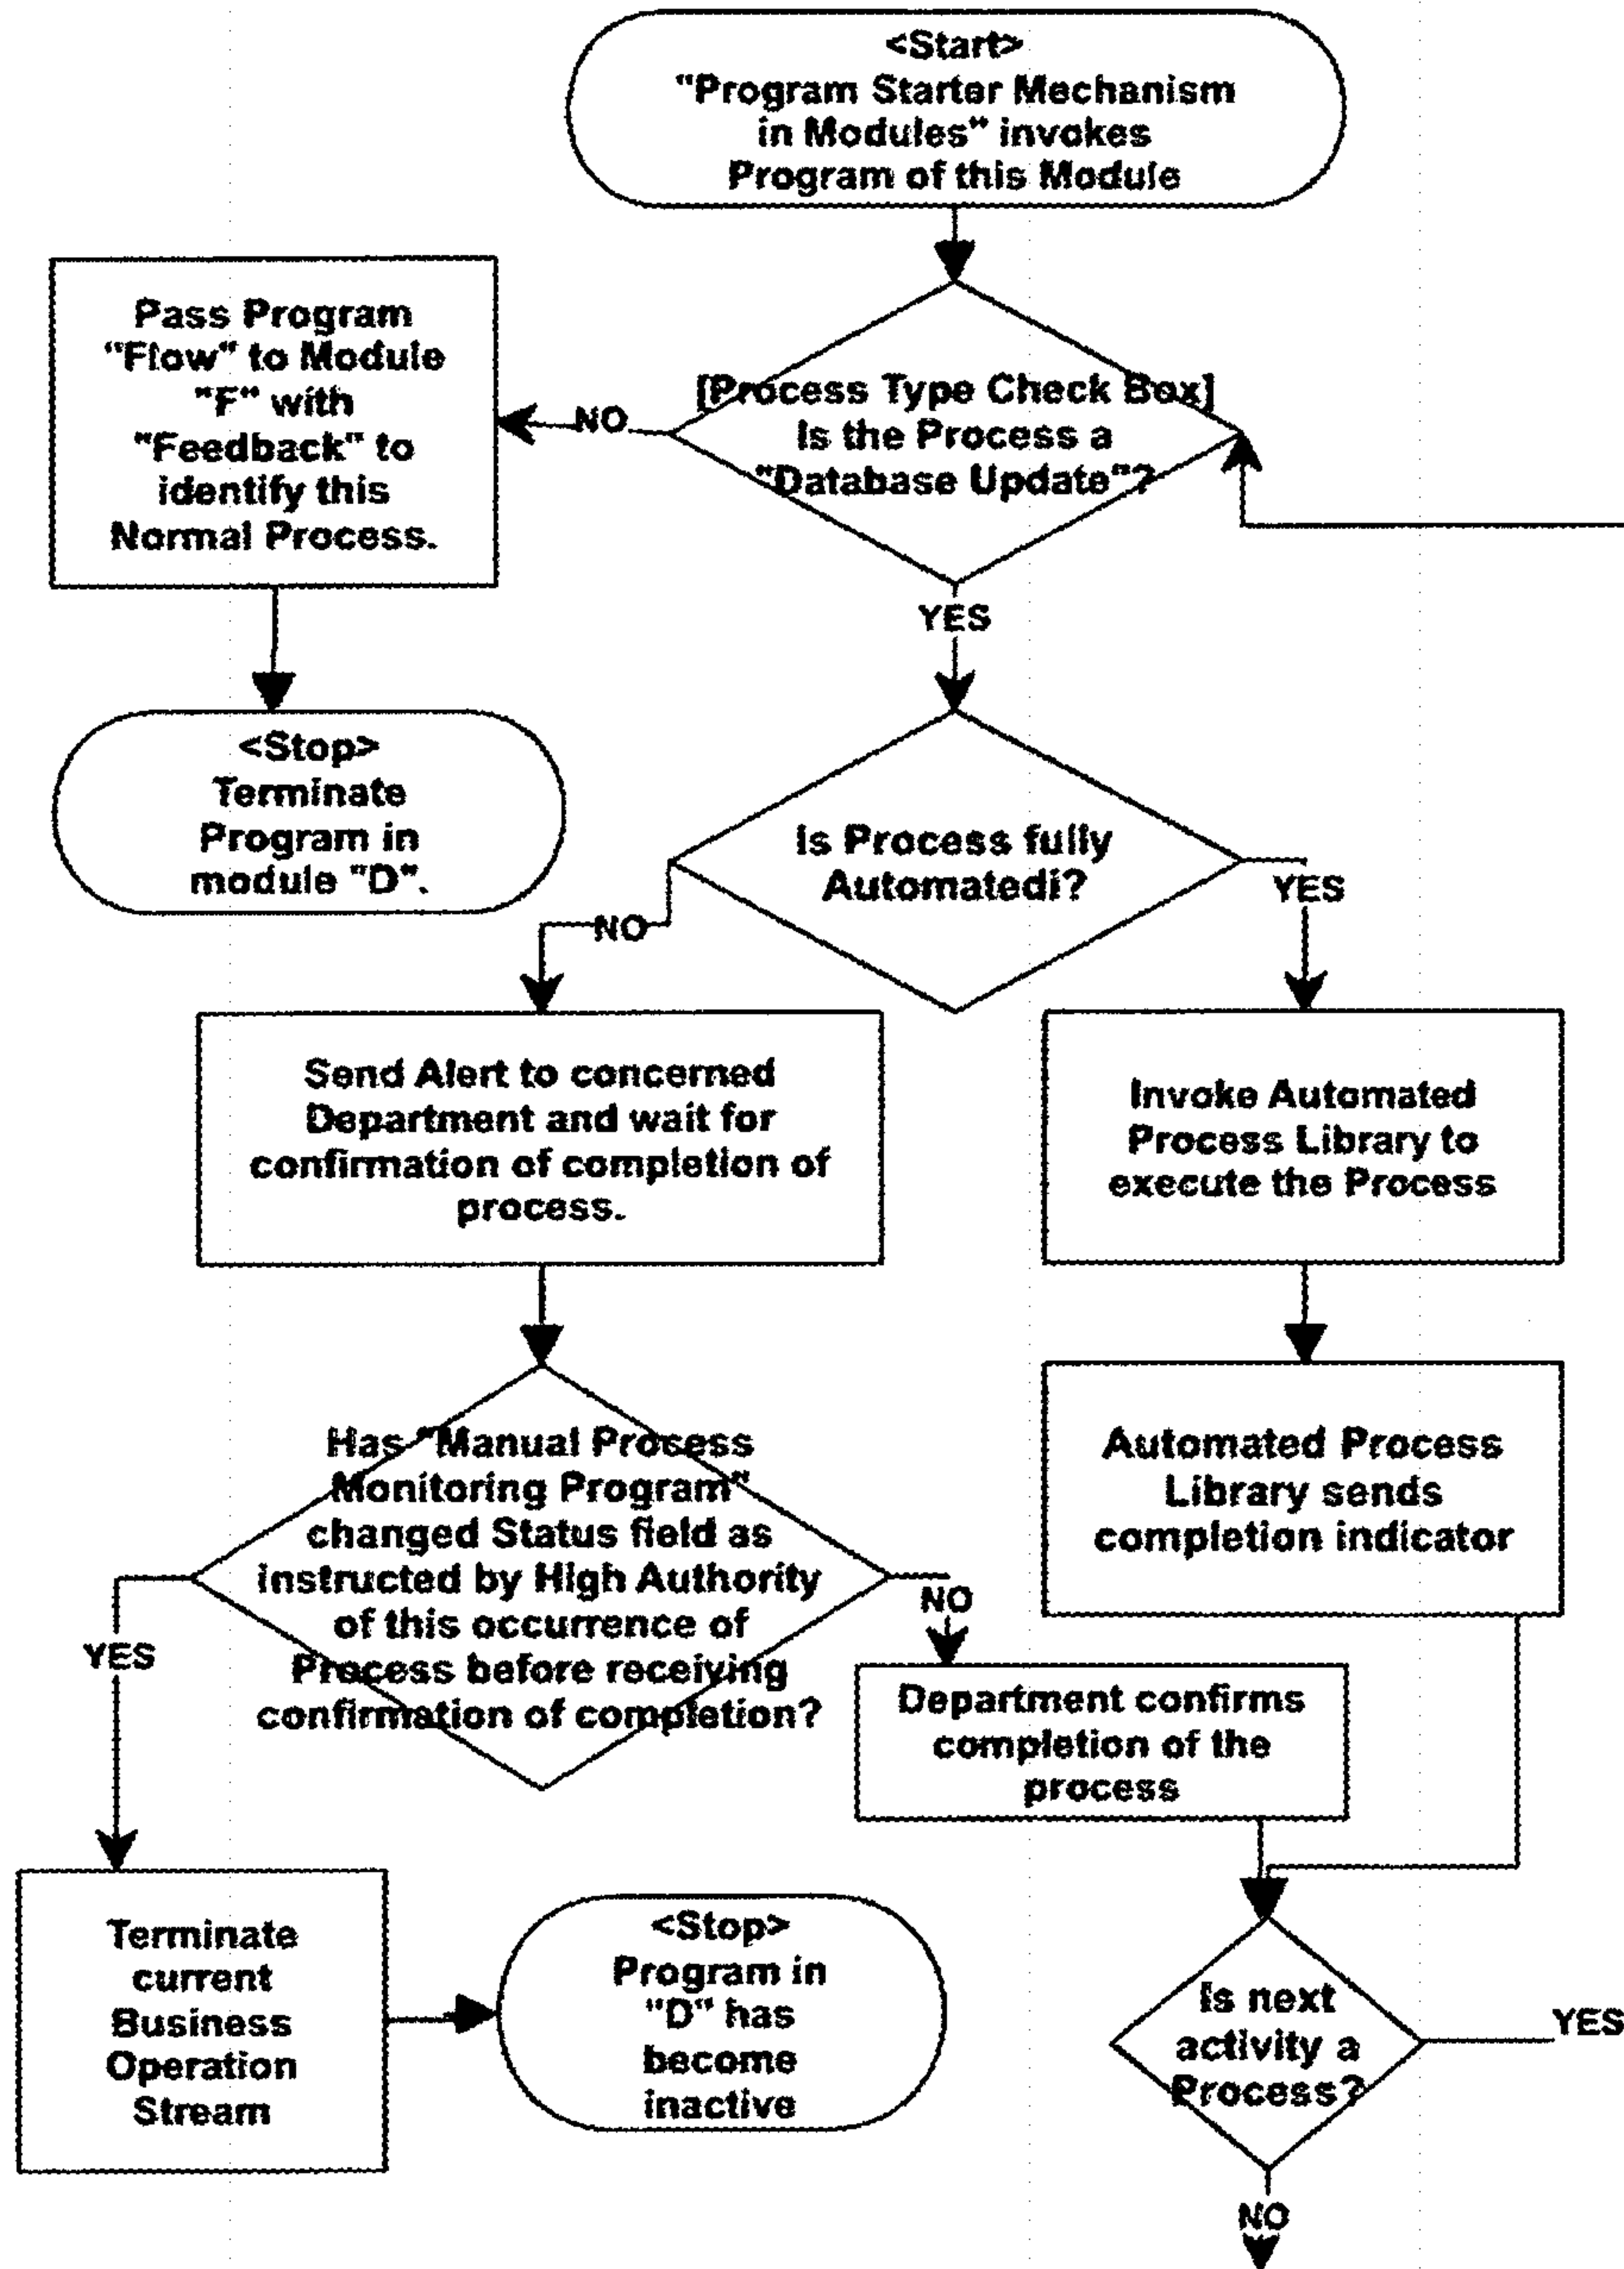 <Start>
"Program Starter Mechanism
in Modules" invokes
Program of this Module
Pass Program
"Flow" to Module
"F" with
"Feedback" to
identify this
Normal Process.
NO
[Process Type Check Box]
Is the Process a
"Database Update"?
YES
<Stop>
Terminate
Program in
module "D".
Is Process fully
Automatedi?
NO
YES
Send Alert to concerned
Department and wait for
confirmation of completion of
process.
Invoke Automated
Process Library to
execute the Process
Has "Manual Process
Monitoring Program"
changed Status field as
instructed by High Authority
of this occurrence of
Process before receiving
confirmation of completion?
Automated Process
Library sends
completion indicator
YES
NO
Department confirms
completion of the
process
Terminate
current
Business
Operation
Stream
<Stop>
Program in
"D" has
become
inactive
Is next
activity a
Process?
YES
NO